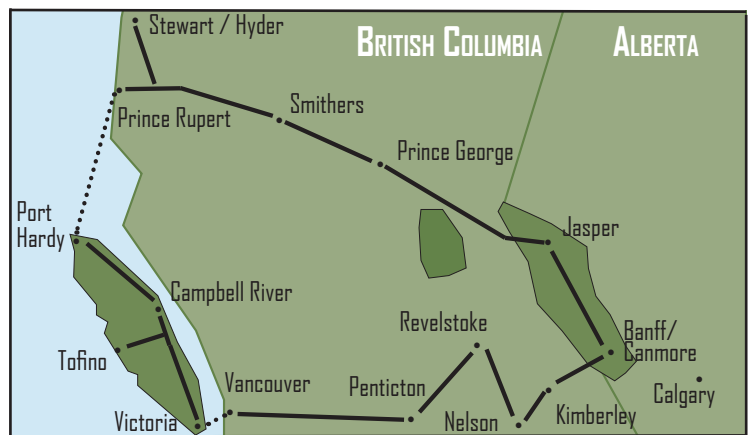 Stewart / Hyder
BRITISH COLUMBIA
ALBERTA
Prince Rupert
Smithers
Prince George
Port
Hardy
Jasper
Campbell River
Revelstoke
Banff/
Canmore
Tofino
Vancouver
Penticton
Calgary
Victoria
Nelson
Kimberley